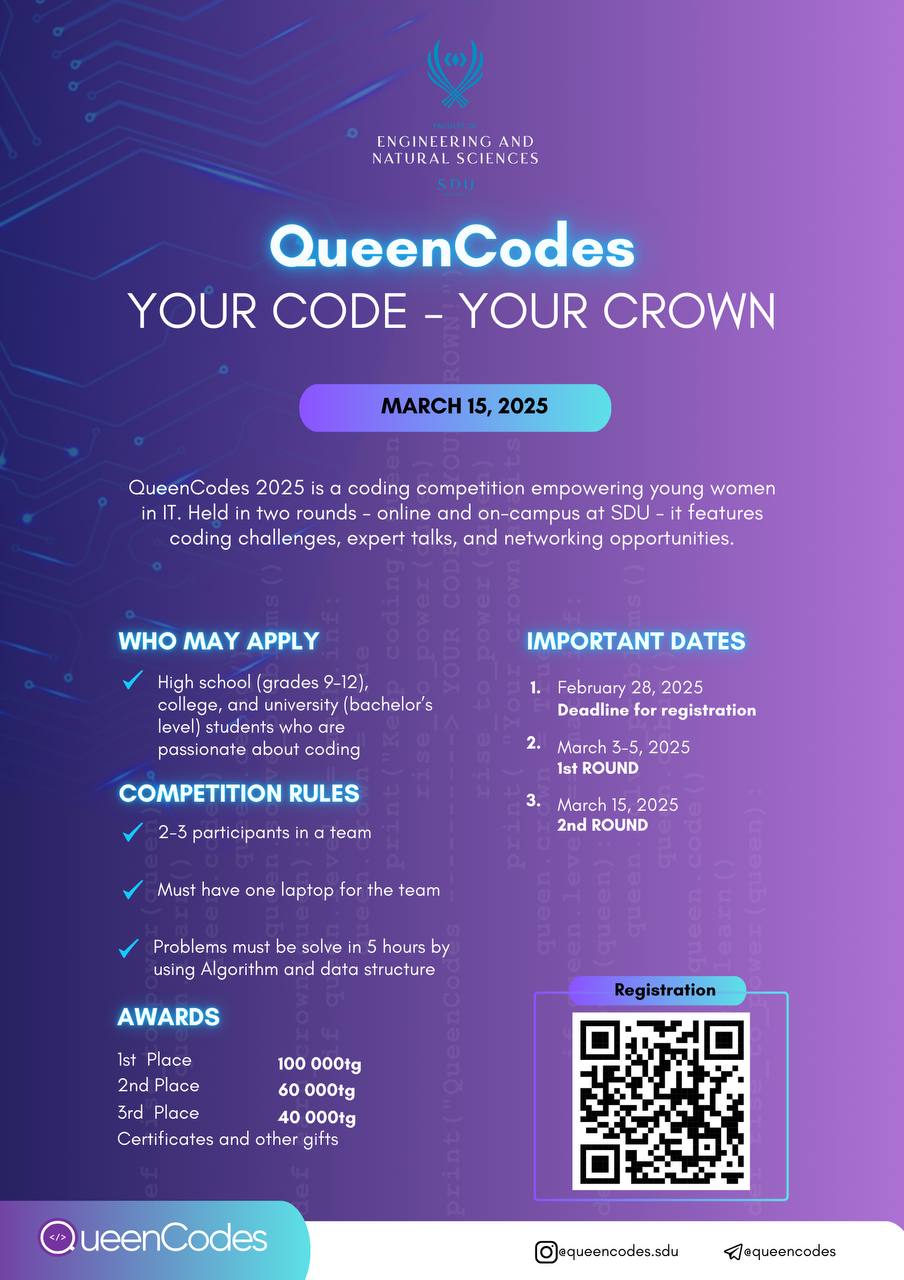 FACULTY OF
ENGINEERING AND
NATURAL SCIENCES
SDU
QueenCodes
YOUR CODE – YOUR CROWN
MARCH 15, 2025
QueenCodes 2025 is a coding competition empowering young women
in IT. Held in two rounds – online and on-campus at SDU – it features
coding challenges, expert talks, and networking opportunities.
WHO MAY APPLY
High school (grades 9-12),
college, and university (bachelor's
level) students who are
passionate about coding
COMPETITION RULES
2-3 participants in a team
Must have one laptop for the team
Problems must be solve in 5 hours by
using Algorithm and data structure
AWARDS
1st Place 100 000tg
2nd Place 60 000tg
3rd Place 40 000tg
Certificates and other gifts
IMPORTANT DATES
1. February 28, 2025
Deadline for registration
2. March 3-5, 2025
1st ROUND
3. March 15, 2025
2nd ROUND
Registration
</> QueenCodes
@queencodes.sdu
@queencodes